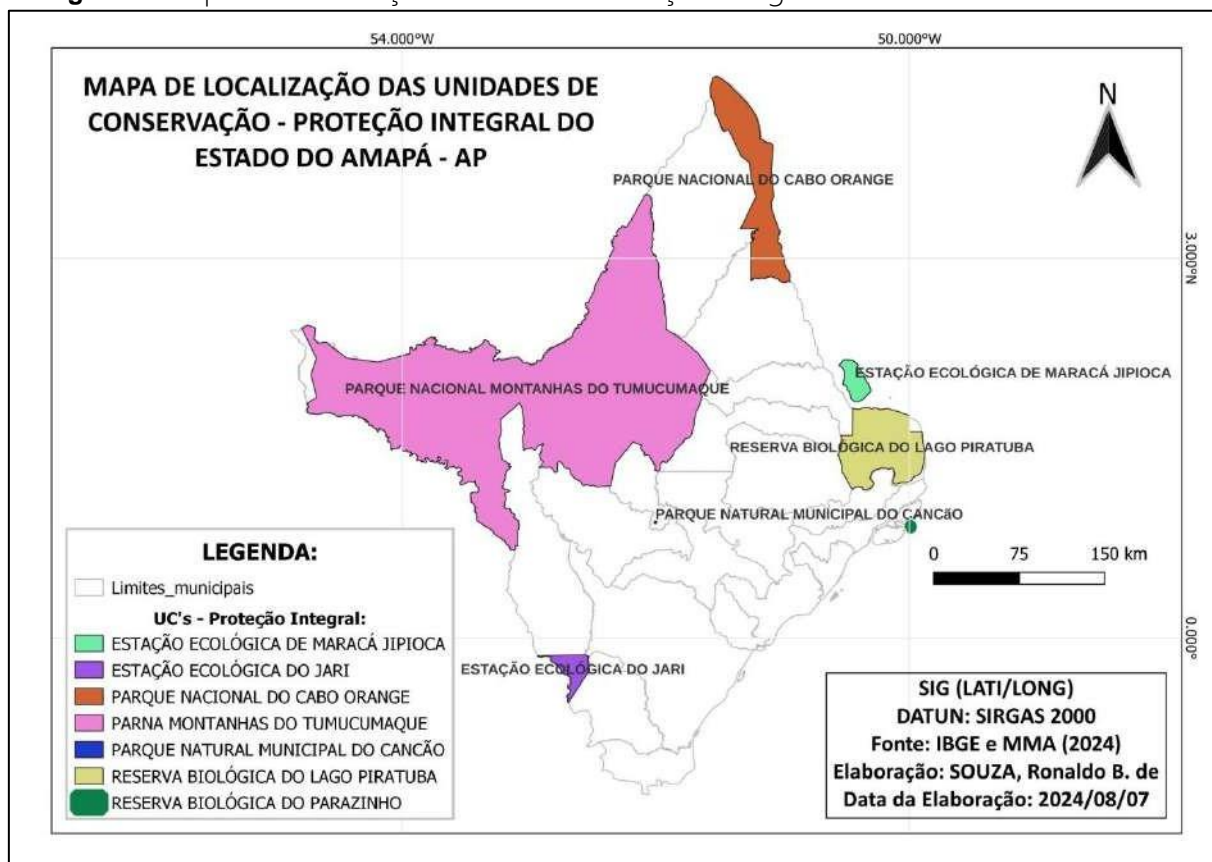 54.000°W
50.000°W
MAPA DE LOCALIZAÇÃO DAS UNIDADES DE
CONSERVAÇÃO - PROTEÇÃO INTEGRAL DO
ESTADO DO AMAPÁ - AP
N
PARQUE NACIONAL DO CABO ORANGE
3.000°N
ESTAÇÃO ECOLÓGICA DE MARACÁ JIPIOCA
PARQUE NACIONAL MONTANHAS DO TUMUCUMAQUE
RESERVA BIOLÓGICA DO LAGO PIRATUBA
PARQUE NATURAL MUNICIPAL DO CANCãO
0 75 150 km
0.000°
ESTAÇÃO ECOLÓGICA DO JARI
LEGENDA:
Limites_municipais
UC's - Proteção Integral:
ESTAÇÃO ECOLÓGICA DE MARACÁ JIPIOCA
ESTAÇÃO ECOLÓGICA DO JARI
PARQUE NACIONAL DO CABO ORANGE
PARNA MONTANHAS DO TUMUCUMAQUE
PARQUE NATURAL MUNICIPAL DO CANCÃO
RESERVA BIOLÓGICA DO LAGO PIRATUBA
RESERVA BIOLÓGICA DO PARAZINHO
SIG (LATI/LONG)
DATUN: SIRGAS 2000
Fonte: IBGE e MMA (2024)
Elaboração: SOUZA, Ronaldo B. de
Data da Elaboração: 2024/08/07